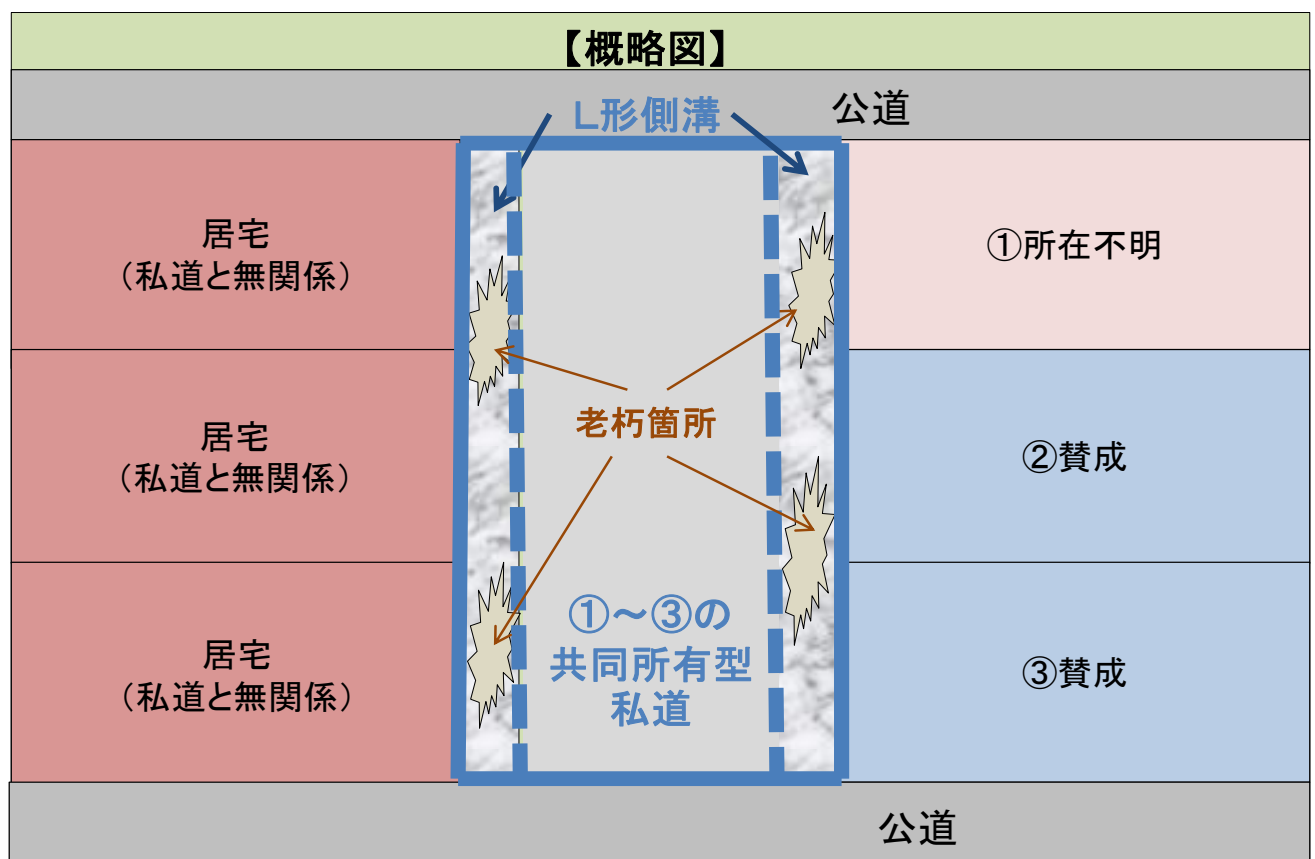 【概略図】
公道
L形側溝
居宅
（私道と無関係）
①所在不明
老朽箇所
居宅
（私道と無関係）
②賛成
①～③の
共同所有型
私道
居宅
（私道と無関係）
③賛成
公道